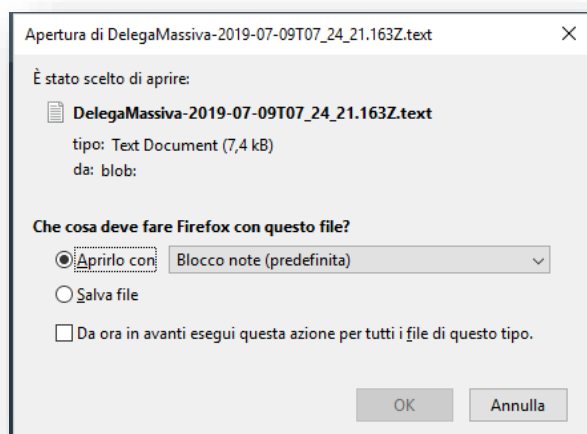 Apertura di DelegaMassiva-2019-07-09T07_24_21.163Z.text
È stato scelto di aprire:
DelegaMassiva-2019-07-09T07_24_21.163Z.text
tipo: Text Document (7,4 kB)
da: blob:
Che cosa deve fare Firefox con questo file?
Aprirlo con Blocco note (predefinita)
Salva file
Da ora in avanti esegui questa azione per tutti i file di questo tipo.
OK Annulla